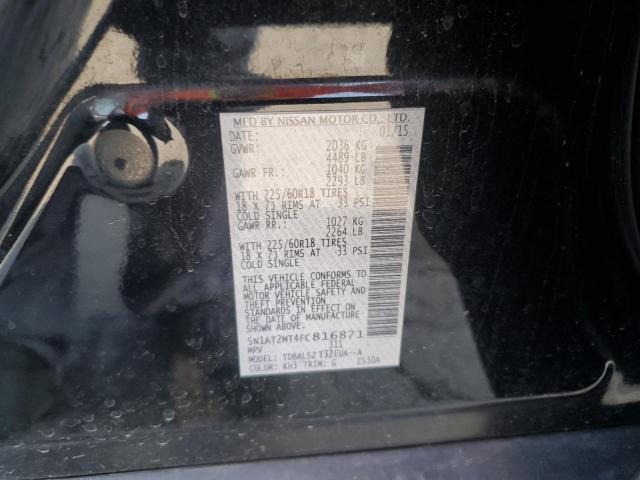 MFD BY NISSAN MOTOR CO., LTD.
DATE: 01/15
GVWR: 2036 KG
4489 LB
GAWR FR: 1040 KG
2293 LB
WITH 225/60R18 TIRES
18 X 7J RIMS AT 33 PSI
COLD SINGLE
GAWR RR: 1027 KG
2264 LB
WITH 225/60R18 TIRES
18 X 7J RIMS AT 33 PSI
COLD SINGLE
THIS VEHICLE CONFORMS TO
ALL APPLICABLE FEDERAL
MOTOR VEHICLE SAFETY AND
THEFT PREVENTION
STANDARDS IN EFFECT ON THE
DATE OF MANUFACTURE
SHOWN ABOVE.
5N1AT2MT4FC816871
MPV 311
MODEL: TDBALSZ T32EUA--A
COLOR: KH3 TRIM: G 2530A